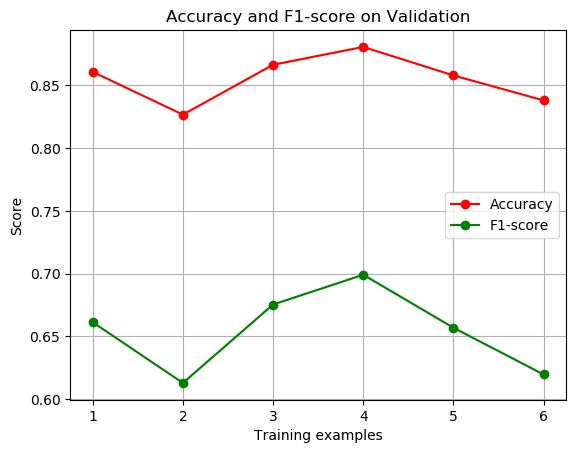 Accuracy and F1-score on Validation
Score
0.85
0.80
0.75
0.70
0.65
0.60
Accuracy
F1-score
1 2 3 4 5 6
Training examples